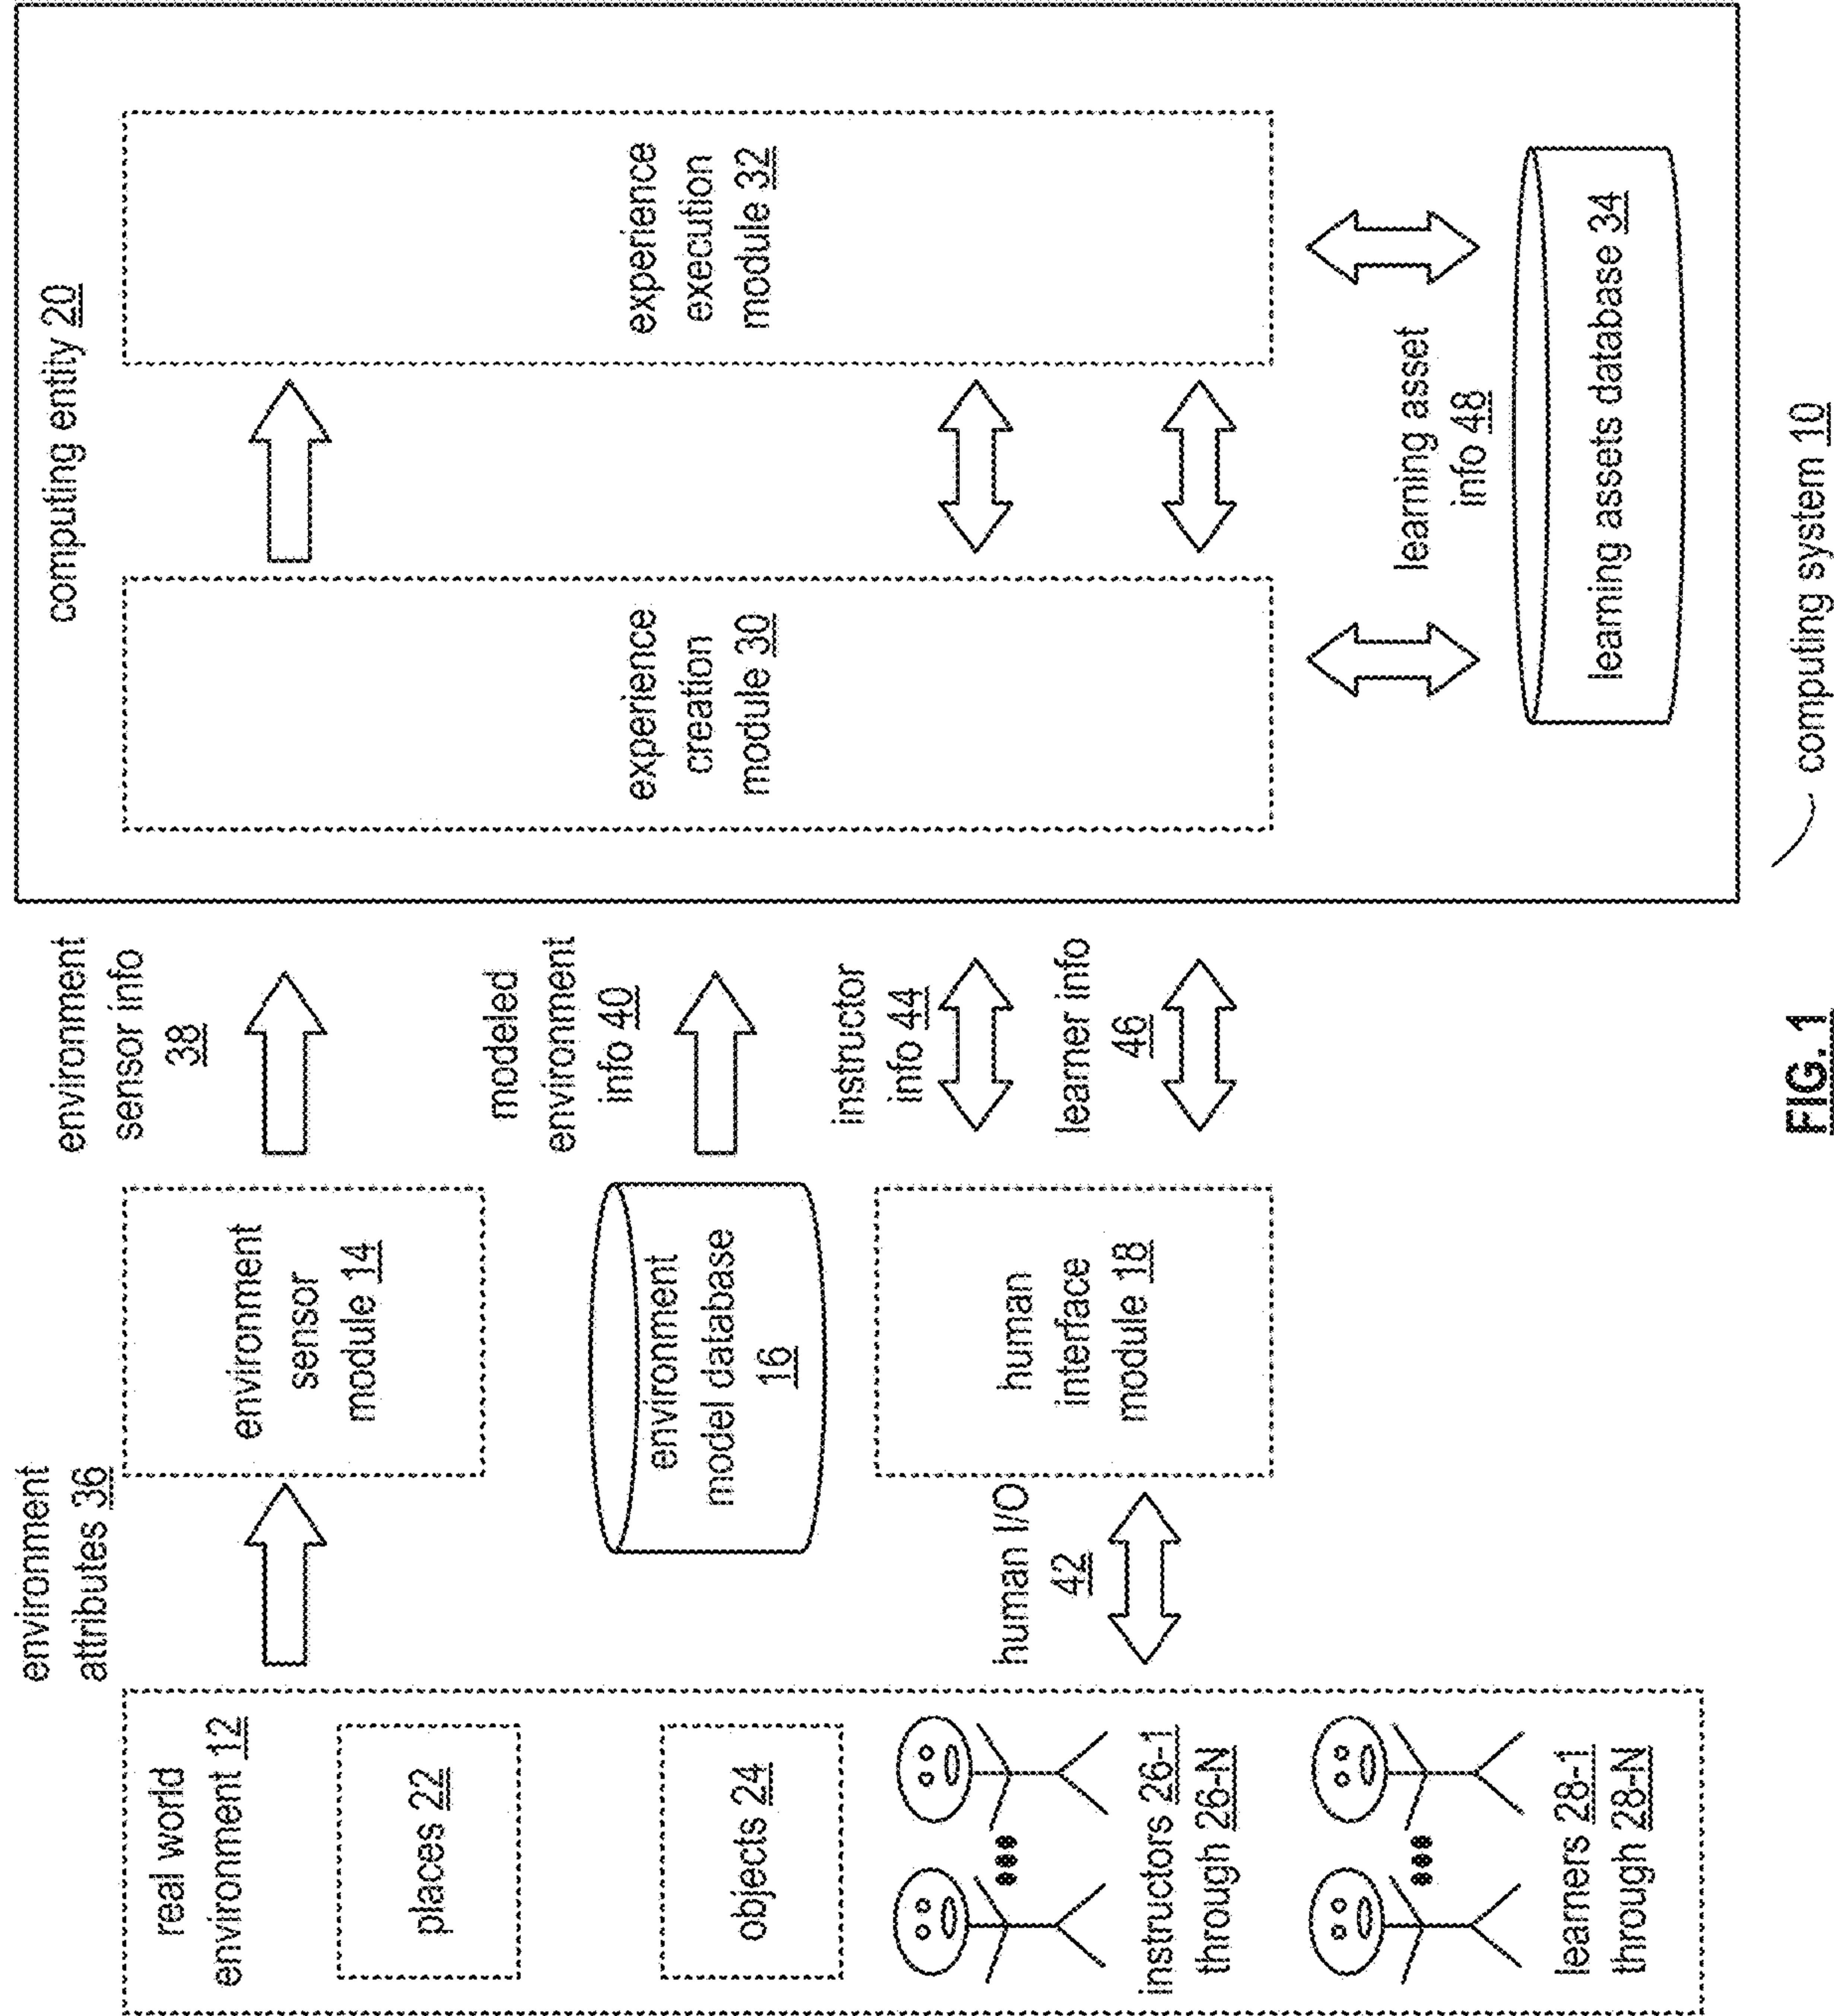 real world
environment 12
places 22
objects 24
instructors 26-1
through 26-N
learners 28-1
through 28-N
environment
attributes 36
human I/O
42
environment
sensor
module 14
environment
model database
16
human
interface
module 18
environment
sensor info
38
modeled
environment
info 40
instructor
info 44
learner info
46
computing entity 20
experience
creation
module 30
experience
execution
module 32
learning asset
info 48
learning assets database 34
computing system 10
FIG. 1